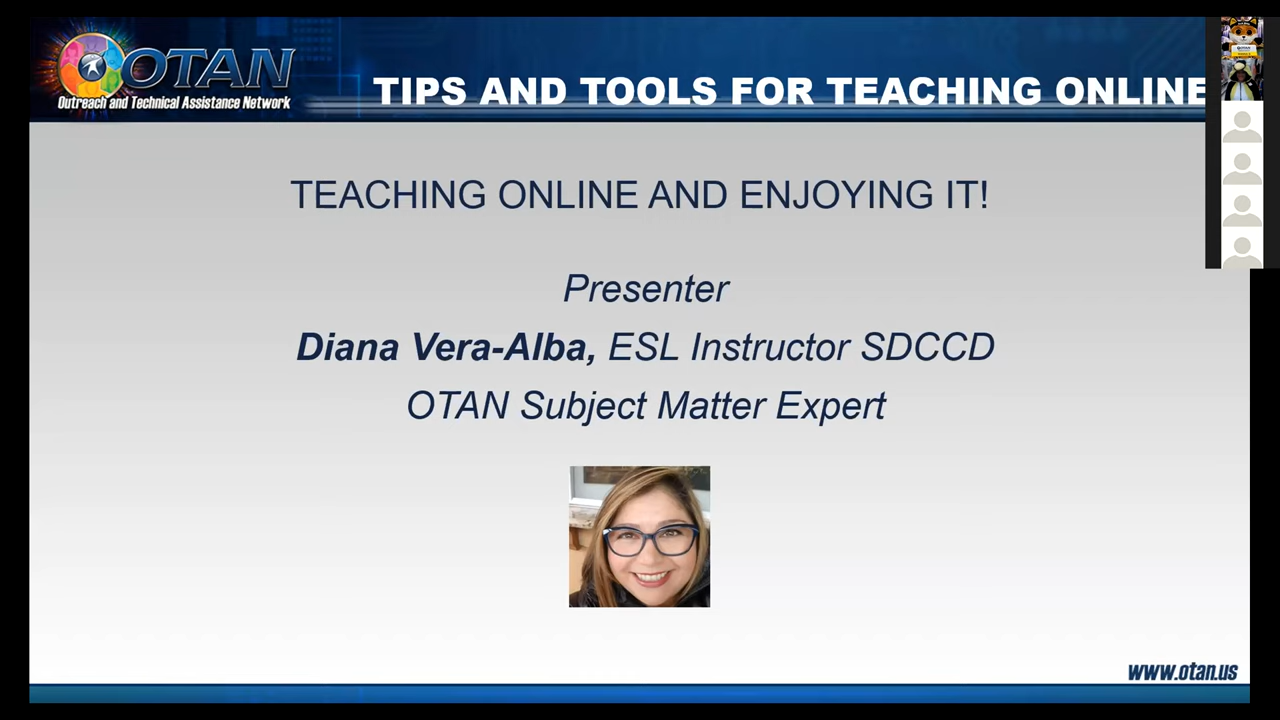 OTAN
Outreach and Technical Assistance Network
TIPS AND TOOLS FOR TEACHING ONLINE
TEACHING ONLINE AND ENJOYING IT!
Presenter
Diana Vera-Alba, ESL Instructor SDCCD
OTAN Subject Matter Expert
www.otan.us